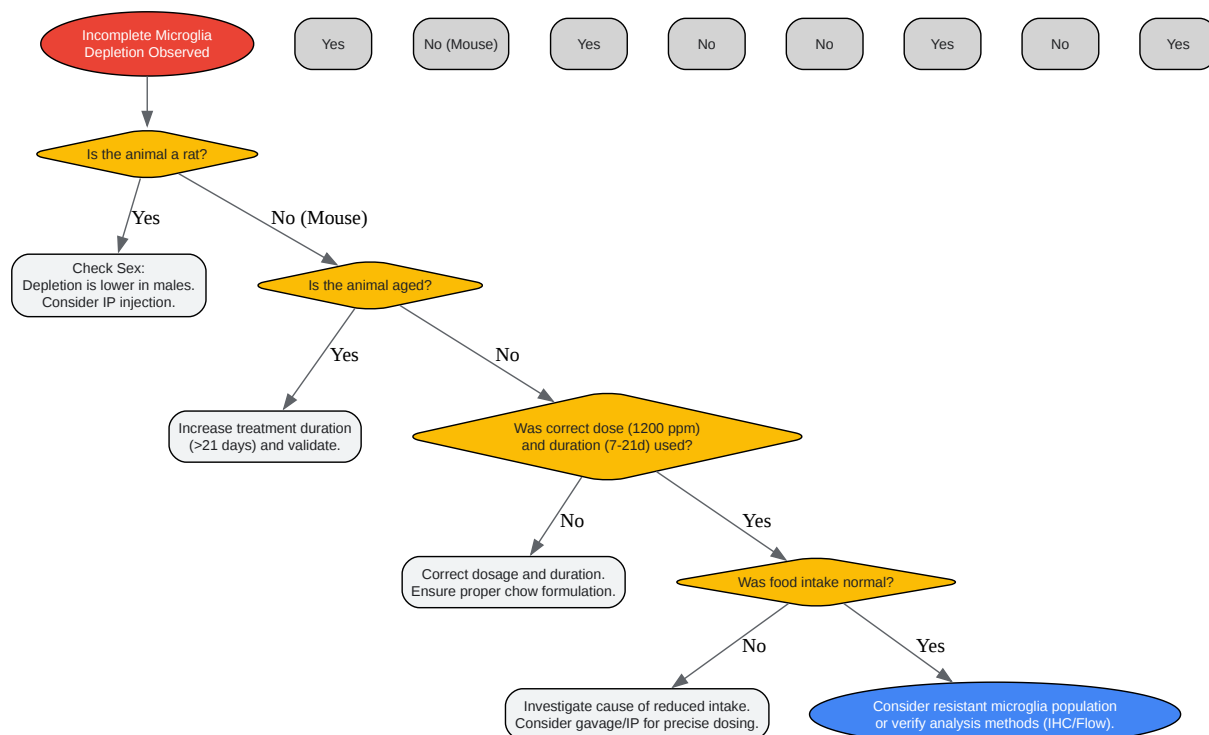 Incomplete Microglia
Depletion Observed
Yes
No (Mouse)
Yes
No
No
Yes
No
Yes
Is the animal a rat?
Yes
No (Mouse)
Check Sex:
Depletion is lower in males.
Consider IP injection.
Is the animal aged?
Yes
No
Increase treatment duration
(>21 days) and validate.
Was correct dose (1200 ppm)
and duration (7-21d) used?
No
Yes
Correct dosage and duration.
Ensure proper chow formulation.
Was food intake normal?
No
Yes
Investigate cause of reduced intake.
Consider gavage/IP for precise dosing.
Consider resistant microglia population
or verify analysis methods (IHC/Flow).